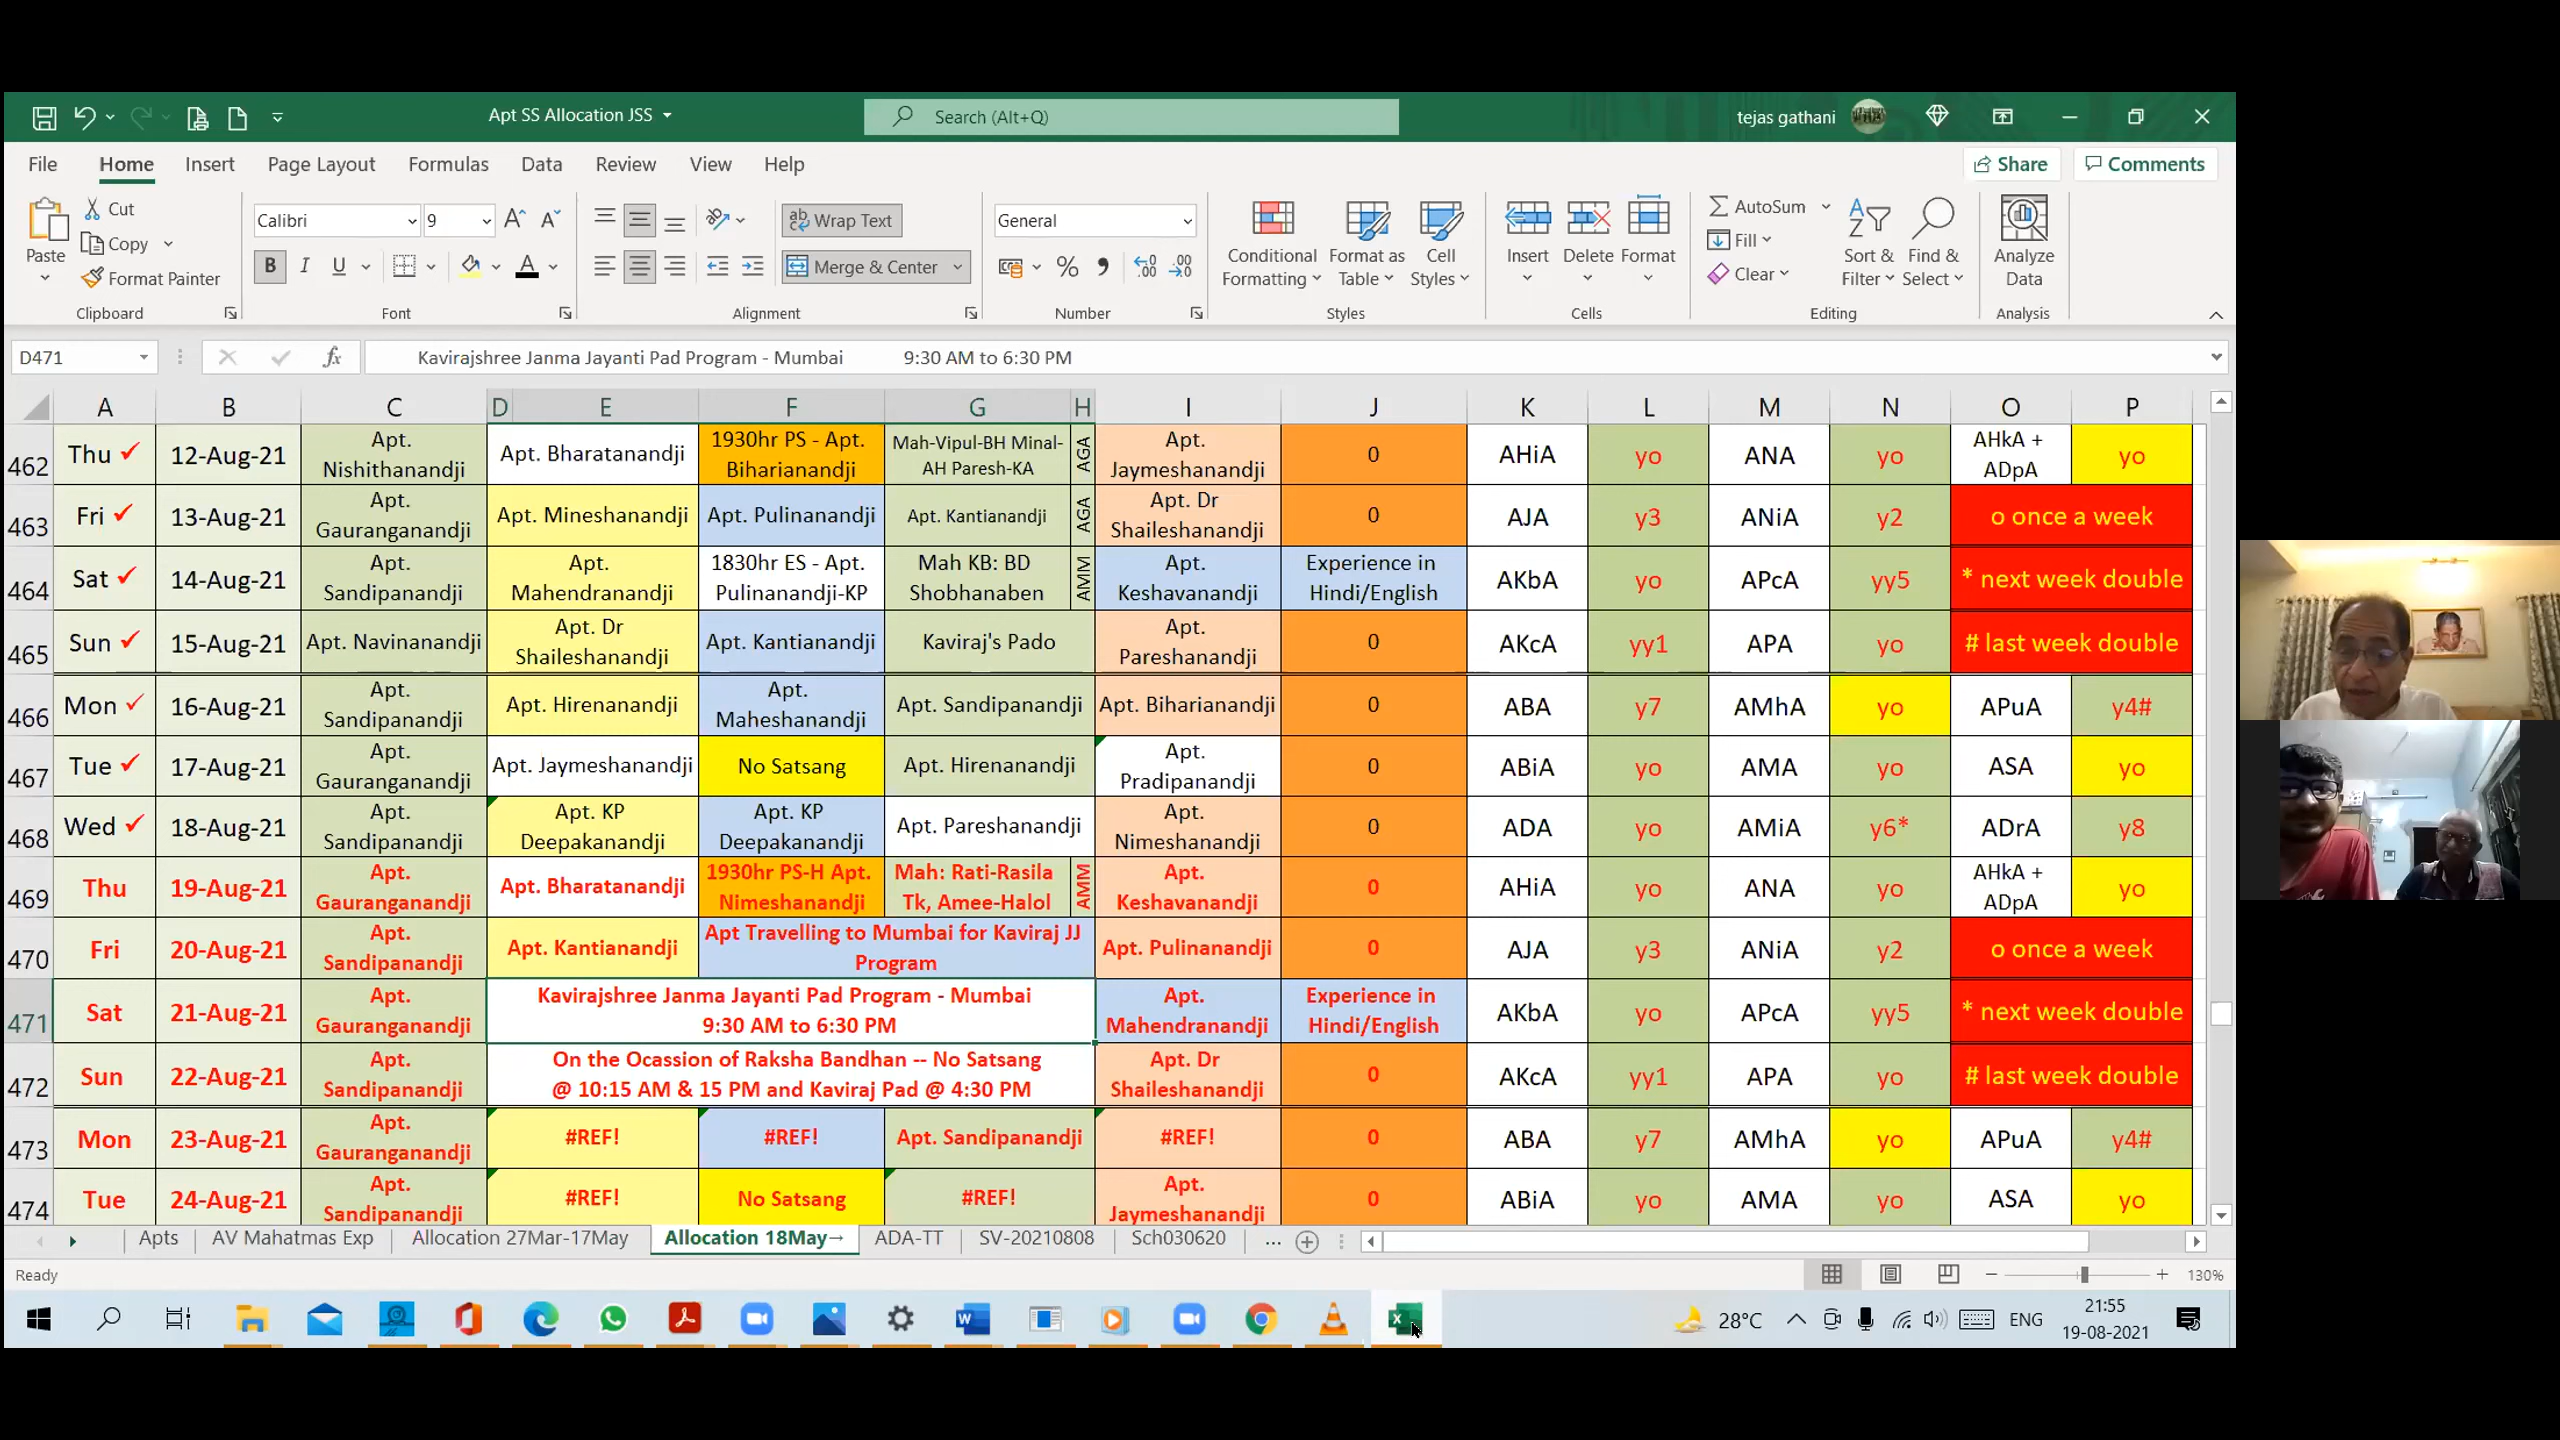 Apt SS Allocation JSS
Search (Alt+Q)
tejas gathani
File Home Insert Page Layout Formulas Data Review View Help
Share Comments
Paste Cut Copy Format Painter Clipboard
Calibri 9 Font
Wrap Text Merge & Center Alignment
General Number
Conditional Formatting Format as Table Cell Styles Styles
Insert Delete Format Cells
AutoSum Fill Clear Sort & Filter Find & Select Editing
Analyze Data Analysis
D471 fx Kavirajshree Janma Jayanti Pad Program - Mumbai 9:30 AM to 6:30 PM
A B C D E F G H I J K L M N O P
462 Thu ✓ 12-Aug-21 Apt. Nishithanandji Apt. Bharatanandji 1930hr PS - Apt. Biharianandji Mah-Vipul-BH Minal-AH Paresh-KA AGA Apt. Jaymeshanandji 0 AHiA yo ANA yo AHkA + ADpA yo
463 Fri ✓ 13-Aug-21 Apt. Gauranganandji Apt. Mineshanandji Apt. Pulinanandji Apt. Kantianandji AGA Apt. Dr Shaileshanandji 0 AJA y3 ANiA y2 o once a week
464 Sat ✓ 14-Aug-21 Apt. Sandipanandji Apt. Mahendranandji 1830hr ES - Apt. Pulinanandji-KP Mah KB: BD Shobhanaben AMM Apt. Keshavanandji Experience in Hindi/English AKbA yo APcA yy5 * next week double
465 Sun ✓ 15-Aug-21 Apt. Navinanandji Apt. Dr Shaileshanandji Apt. Kantianandji Kaviraj's Pado Apt. Pareshanandji 0 AKcA yy1 APA yo # last week double
466 Mon ✓ 16-Aug-21 Apt. Sandipanandji Apt. Hirenanandji Apt. Maheshanandji Apt. Sandipanandji Apt. Biharianandji 0 ABA y7 AMhA yo APuA y4#
467 Tue ✓ 17-Aug-21 Apt. Gauranganandji Apt. Jaymeshanandji No Satsang Apt. Hirenanandji Apt. Pradipanandji 0 ABiA yo AMA yo ASA yo
468 Wed ✓ 18-Aug-21 Apt. Sandipanandji Apt. KP Deepakanandji Apt. KP Deepakanandji Apt. Pareshanandji Apt. Nimeshanandji 0 ADA yo AMiA y6* ADrA y8
469 Thu 19-Aug-21 Apt. Gauranganandji Apt. Bharatanandji 1930hr PS-H Apt. Nimeshanandji Mah: Rati-Rasila Tk, Amee-Halol AMM Apt. Keshavanandji 0 AHiA yo ANA yo AHkA + ADpA yo
470 Fri 20-Aug-21 Apt. Sandipanandji Apt. Kantianandji Apt Travelling to Mumbai for Kaviraj JJ Program Apt. Pulinanandji 0 AJA y3 ANiA y2 o once a week
471 Sat 21-Aug-21 Apt. Gauranganandji Kavirajshree Janma Jayanti Pad Program - Mumbai 9:30 AM to 6:30 PM Apt. Mahendranandji Experience in Hindi/English AKbA yo APcA yy5 * next week double
472 Sun 22-Aug-21 Apt. Sandipanandji On the Ocassion of Raksha Bandhan -- No Satsang @ 10:15 AM & 15 PM and Kaviraj Pad @ 4:30 PM Apt. Dr Shaileshanandji 0 AKcA yy1 APA yo # last week double
473 Mon 23-Aug-21 Apt. Gauranganandji #REF! #REF! Apt. Sandipanandji #REF! 0 ABA y7 AMhA yo APuA y4#
474 Tue 24-Aug-21 Apt. Sandipanandji #REF! No Satsang #REF! Apt. Jaymeshanandji 0 ABiA yo AMA yo ASA yo
Apts AV Mahatmas Exp Allocation 27Mar-17May Allocation 18May→ ADA-TT SV-20210808 Sch030620 ...
Ready 130%
28°C ENG 21:55
19-08-2021